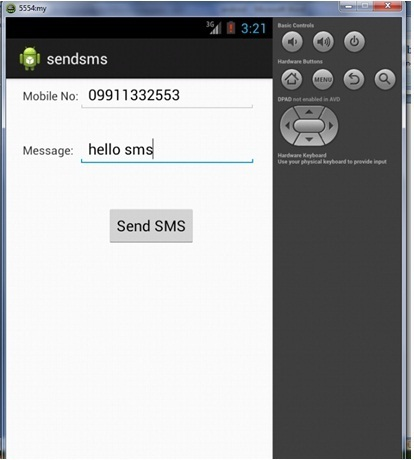 5554:my
3G 3:21
sendsms
Mobile No: 09911332553
Message: hello sms
Send SMS
Basic Controls
Hardware Buttons
MENU
DPAD not enabled in AVD
Hardware Keyboard
Use your physical keyboard to provide input